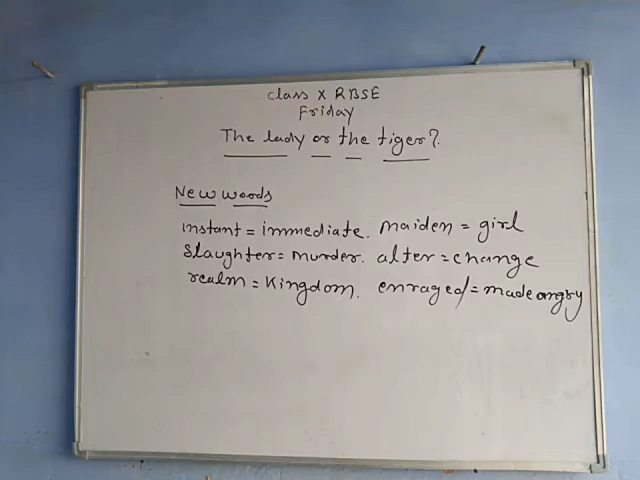 Class X RBSE
Friday
The lady or the tiger?
New words
instant = immediate. maiden = girl
Slaughter = murder. alter = change
realm = Kingdom. enraged = made angry